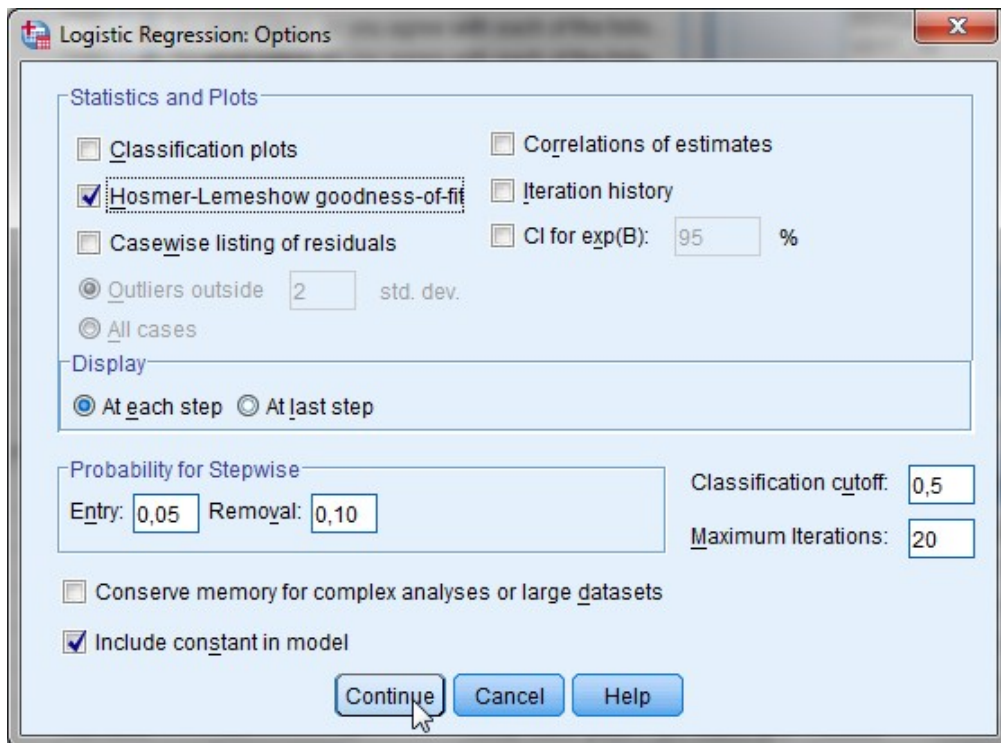 Logistic Regression: Options
Statistics and Plots
Classification plots
Hosmer-Lemeshow goodness-of-fit
Casewise listing of residuals
Outliers outside 2 std. dev.
All cases
Correlations of estimates
Iteration history
CI for exp(B): 95 %
Display
At each step At last step
Probability for Stepwise
Entry: 0,05 Removal: 0,10
Classification cutoff: 0,5
Maximum Iterations: 20
Conserve memory for complex analyses or large datasets
Include constant in model
Continue Cancel Help